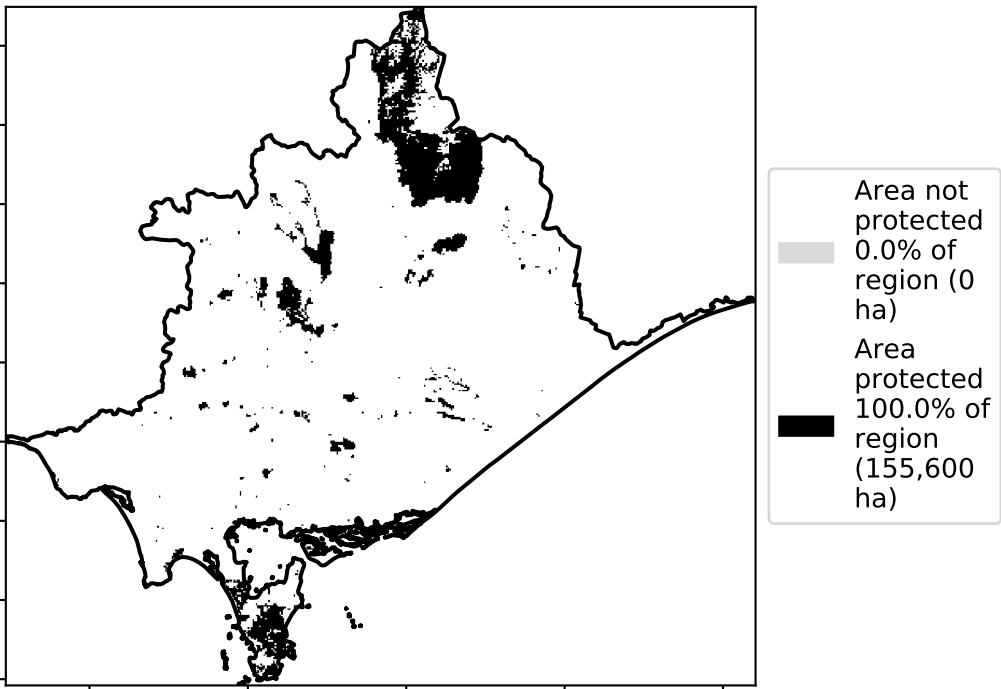 Area not
protected
0.0% of
region (0
ha)
Area
protected
100.0% of
region
(155,600
ha)